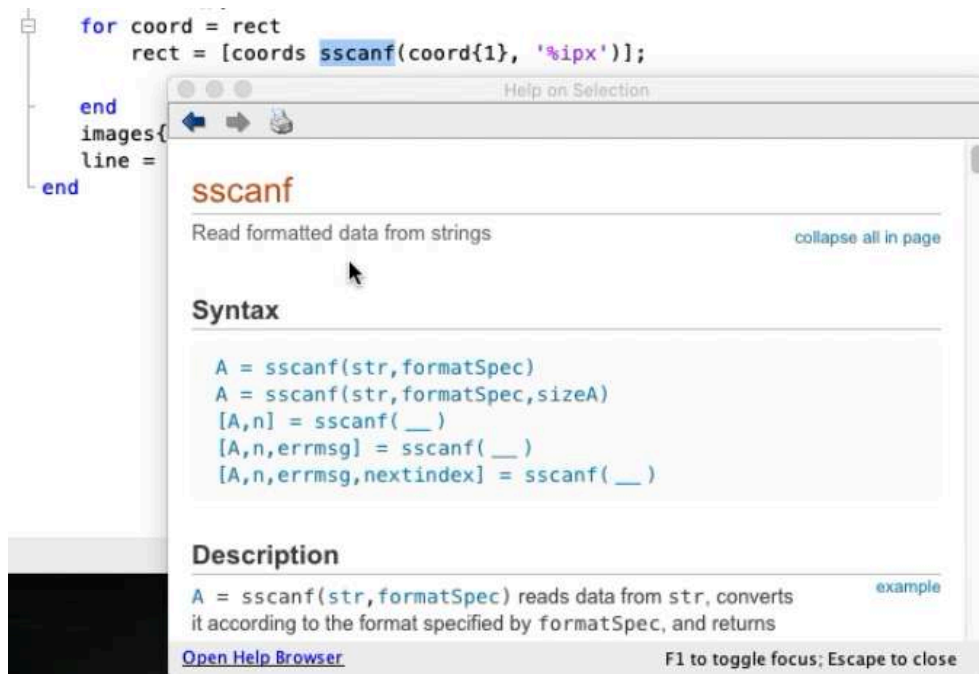 for coord = rect
rect = [coords sscanf(coord{1}, '%ipx')];
end
images{
line =
end
Help on Selection
sscanf
Read formatted data from strings
collapse all in page
Syntax
A = sscanf(str,formatSpec)
A = sscanf(str,formatSpec,sizeA)
[A,n] = sscanf( __ )
[A,n,errmsg] = sscanf( __ )
[A,n,errmsg,nextindex] = sscanf( __ )
Description
example
A = sscanf(str,formatSpec) reads data from str, converts
it according to the format specified by formatSpec, and returns
Open Help Browser
F1 to toggle focus; Escape to close